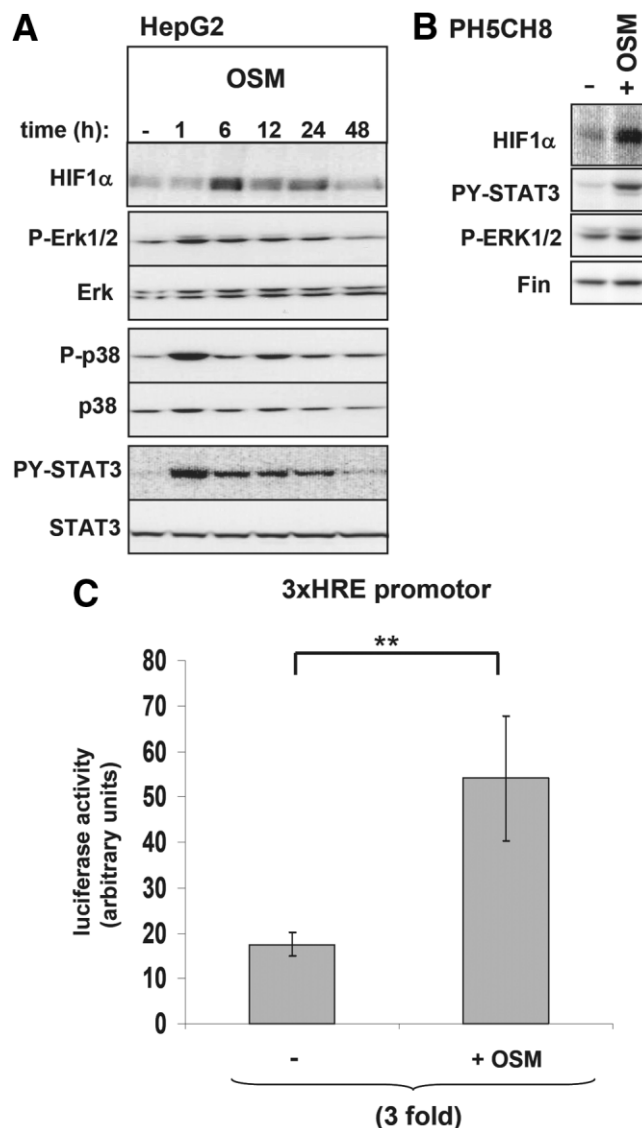 A HepG2
OSM
time (h): - 1 6 12 24 48
HIF1α
P-Erk1/2
Erk
P-p38
p38
PY-STAT3
STAT3
B PH5CH8
- + OSM
HIF1α
PY-STAT3
P-ERK1/2
Fin
C 3xHRE promotor
**
luciferase activity
(arbitrary units)
80
70
60
50
40
30
20
10
0
- + OSM
(3 fold)